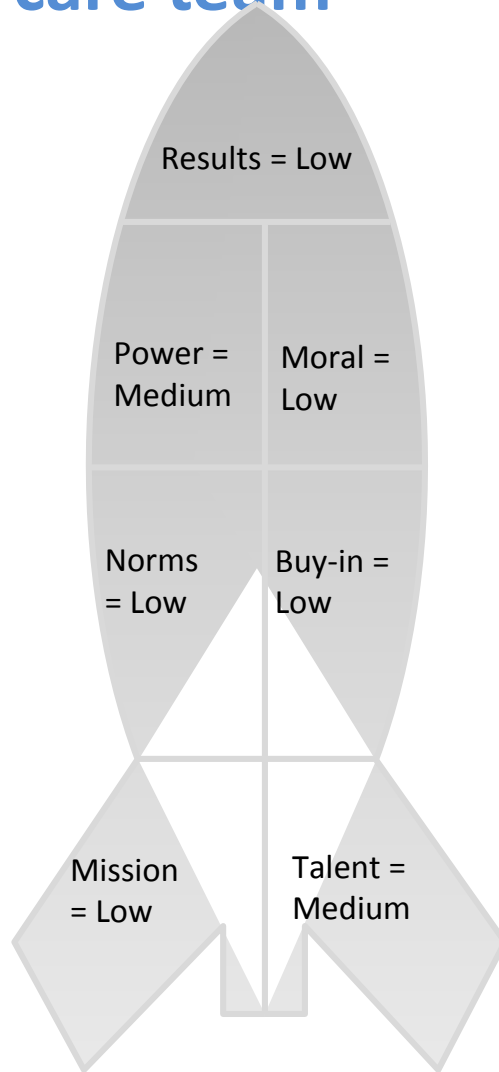 care team
Results = Low
Power =
Medium
Moral =
Low
Norms
= Low
Buy-in =
Low
Mission
= Low
Talent =
Medium